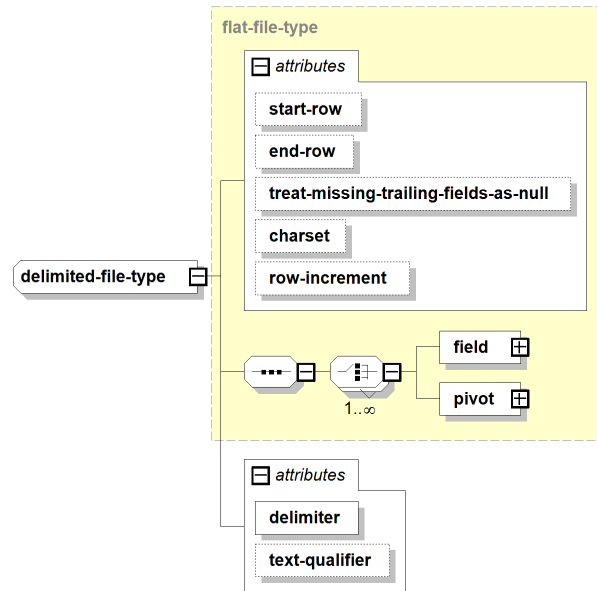 flat-file-type
attributes
start-row
end-row
treat-missing-trailing-fields-as-null
charset
row-increment
delimited-file-type
field
pivot
1..∞
attributes
delimiter
text-qualifier